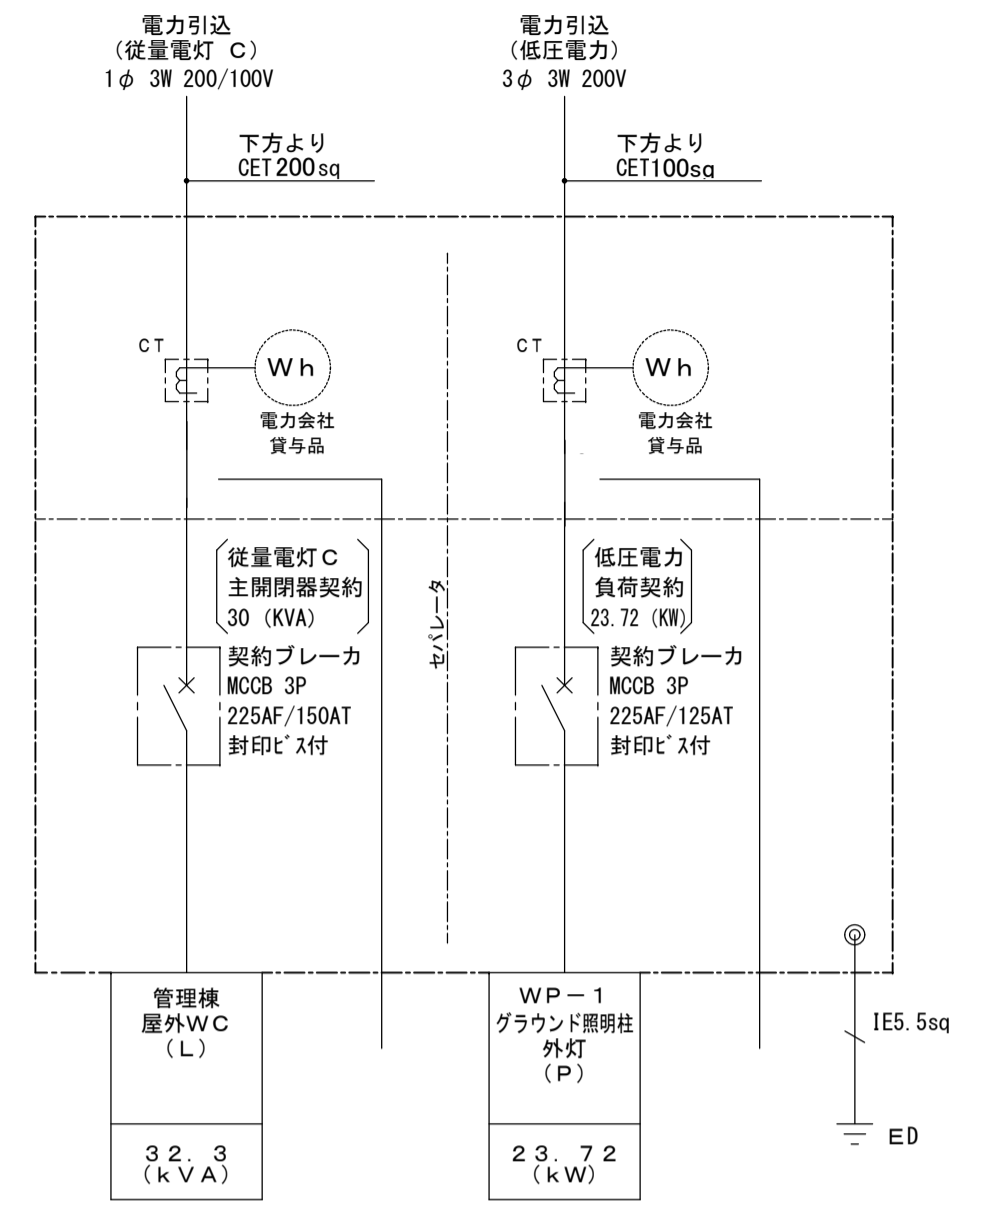 電力引込
(従量電灯 C)
1φ 3W 200/100V
下方より
CET200sq
電力引込
(低圧電力)
3φ 3W 200V
下方より
CET100sq
CT
Wh
電力会社
貸与品
CT
Wh
電力会社
貸与品
従量電灯C
主開閉器契約
30 (KVA)
契約ブレーカ
MCCB 3P
225AF/150AT
封印ビス付
セパレータ
低圧電力
負荷契約
23.72 (KW)
契約ブレーカ
MCCB 3P
225AF/125AT
封印ビス付
管理棟
屋外WC
(L)
32.3
(kVA)
WP-1
グラウンド照明柱
外灯
(P)
23.72
(kW)
IE5.5sq
ED